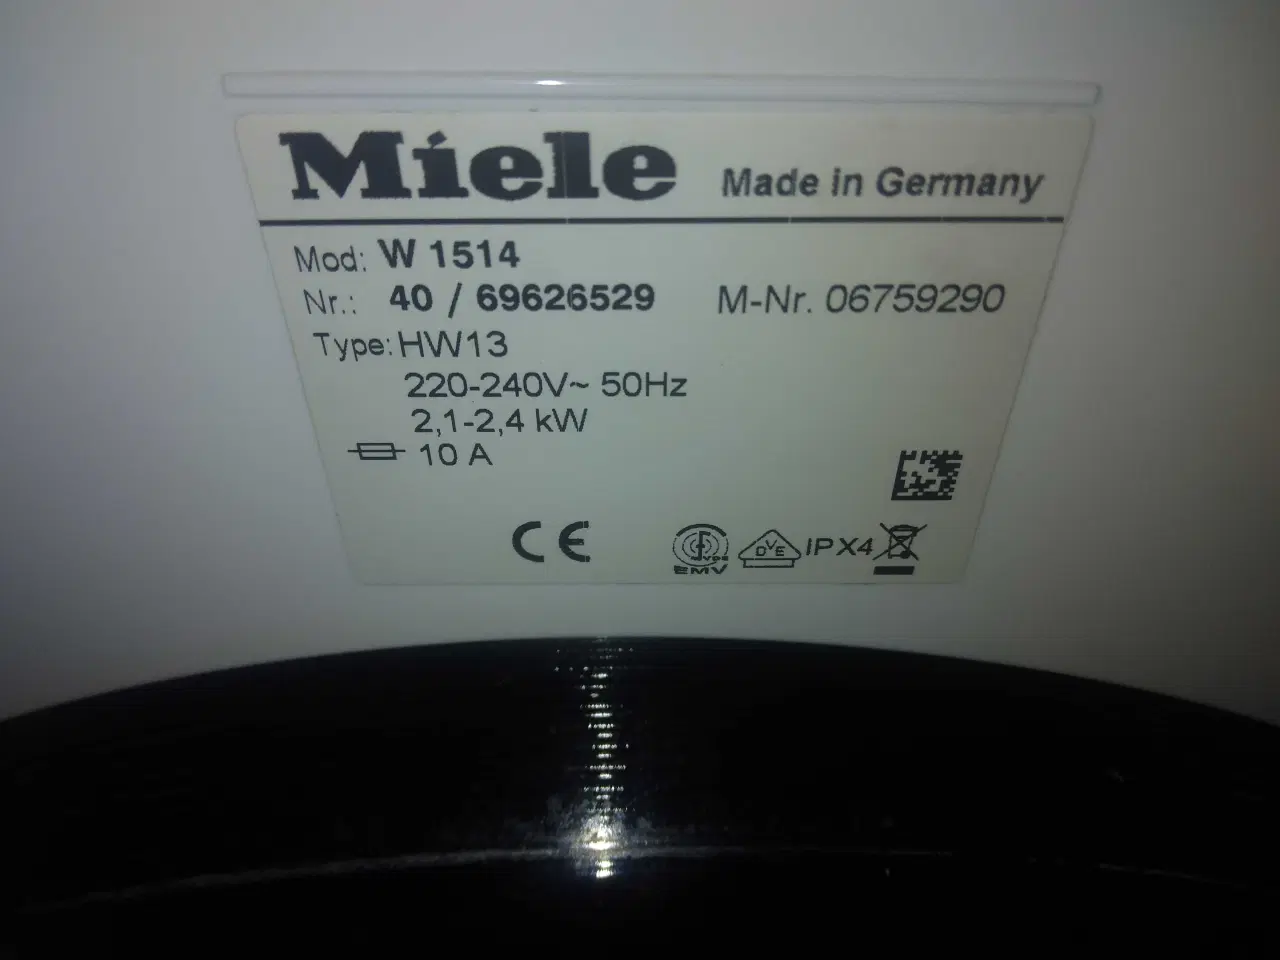 Miele Made in Germany
Mod: W 1514
Nr.: 40 / 69626529 M-Nr. 06759290
Type: HW13
220-240V~ 50Hz
2,1-2,4 kW
10 A
CE EMV DVE IPX4